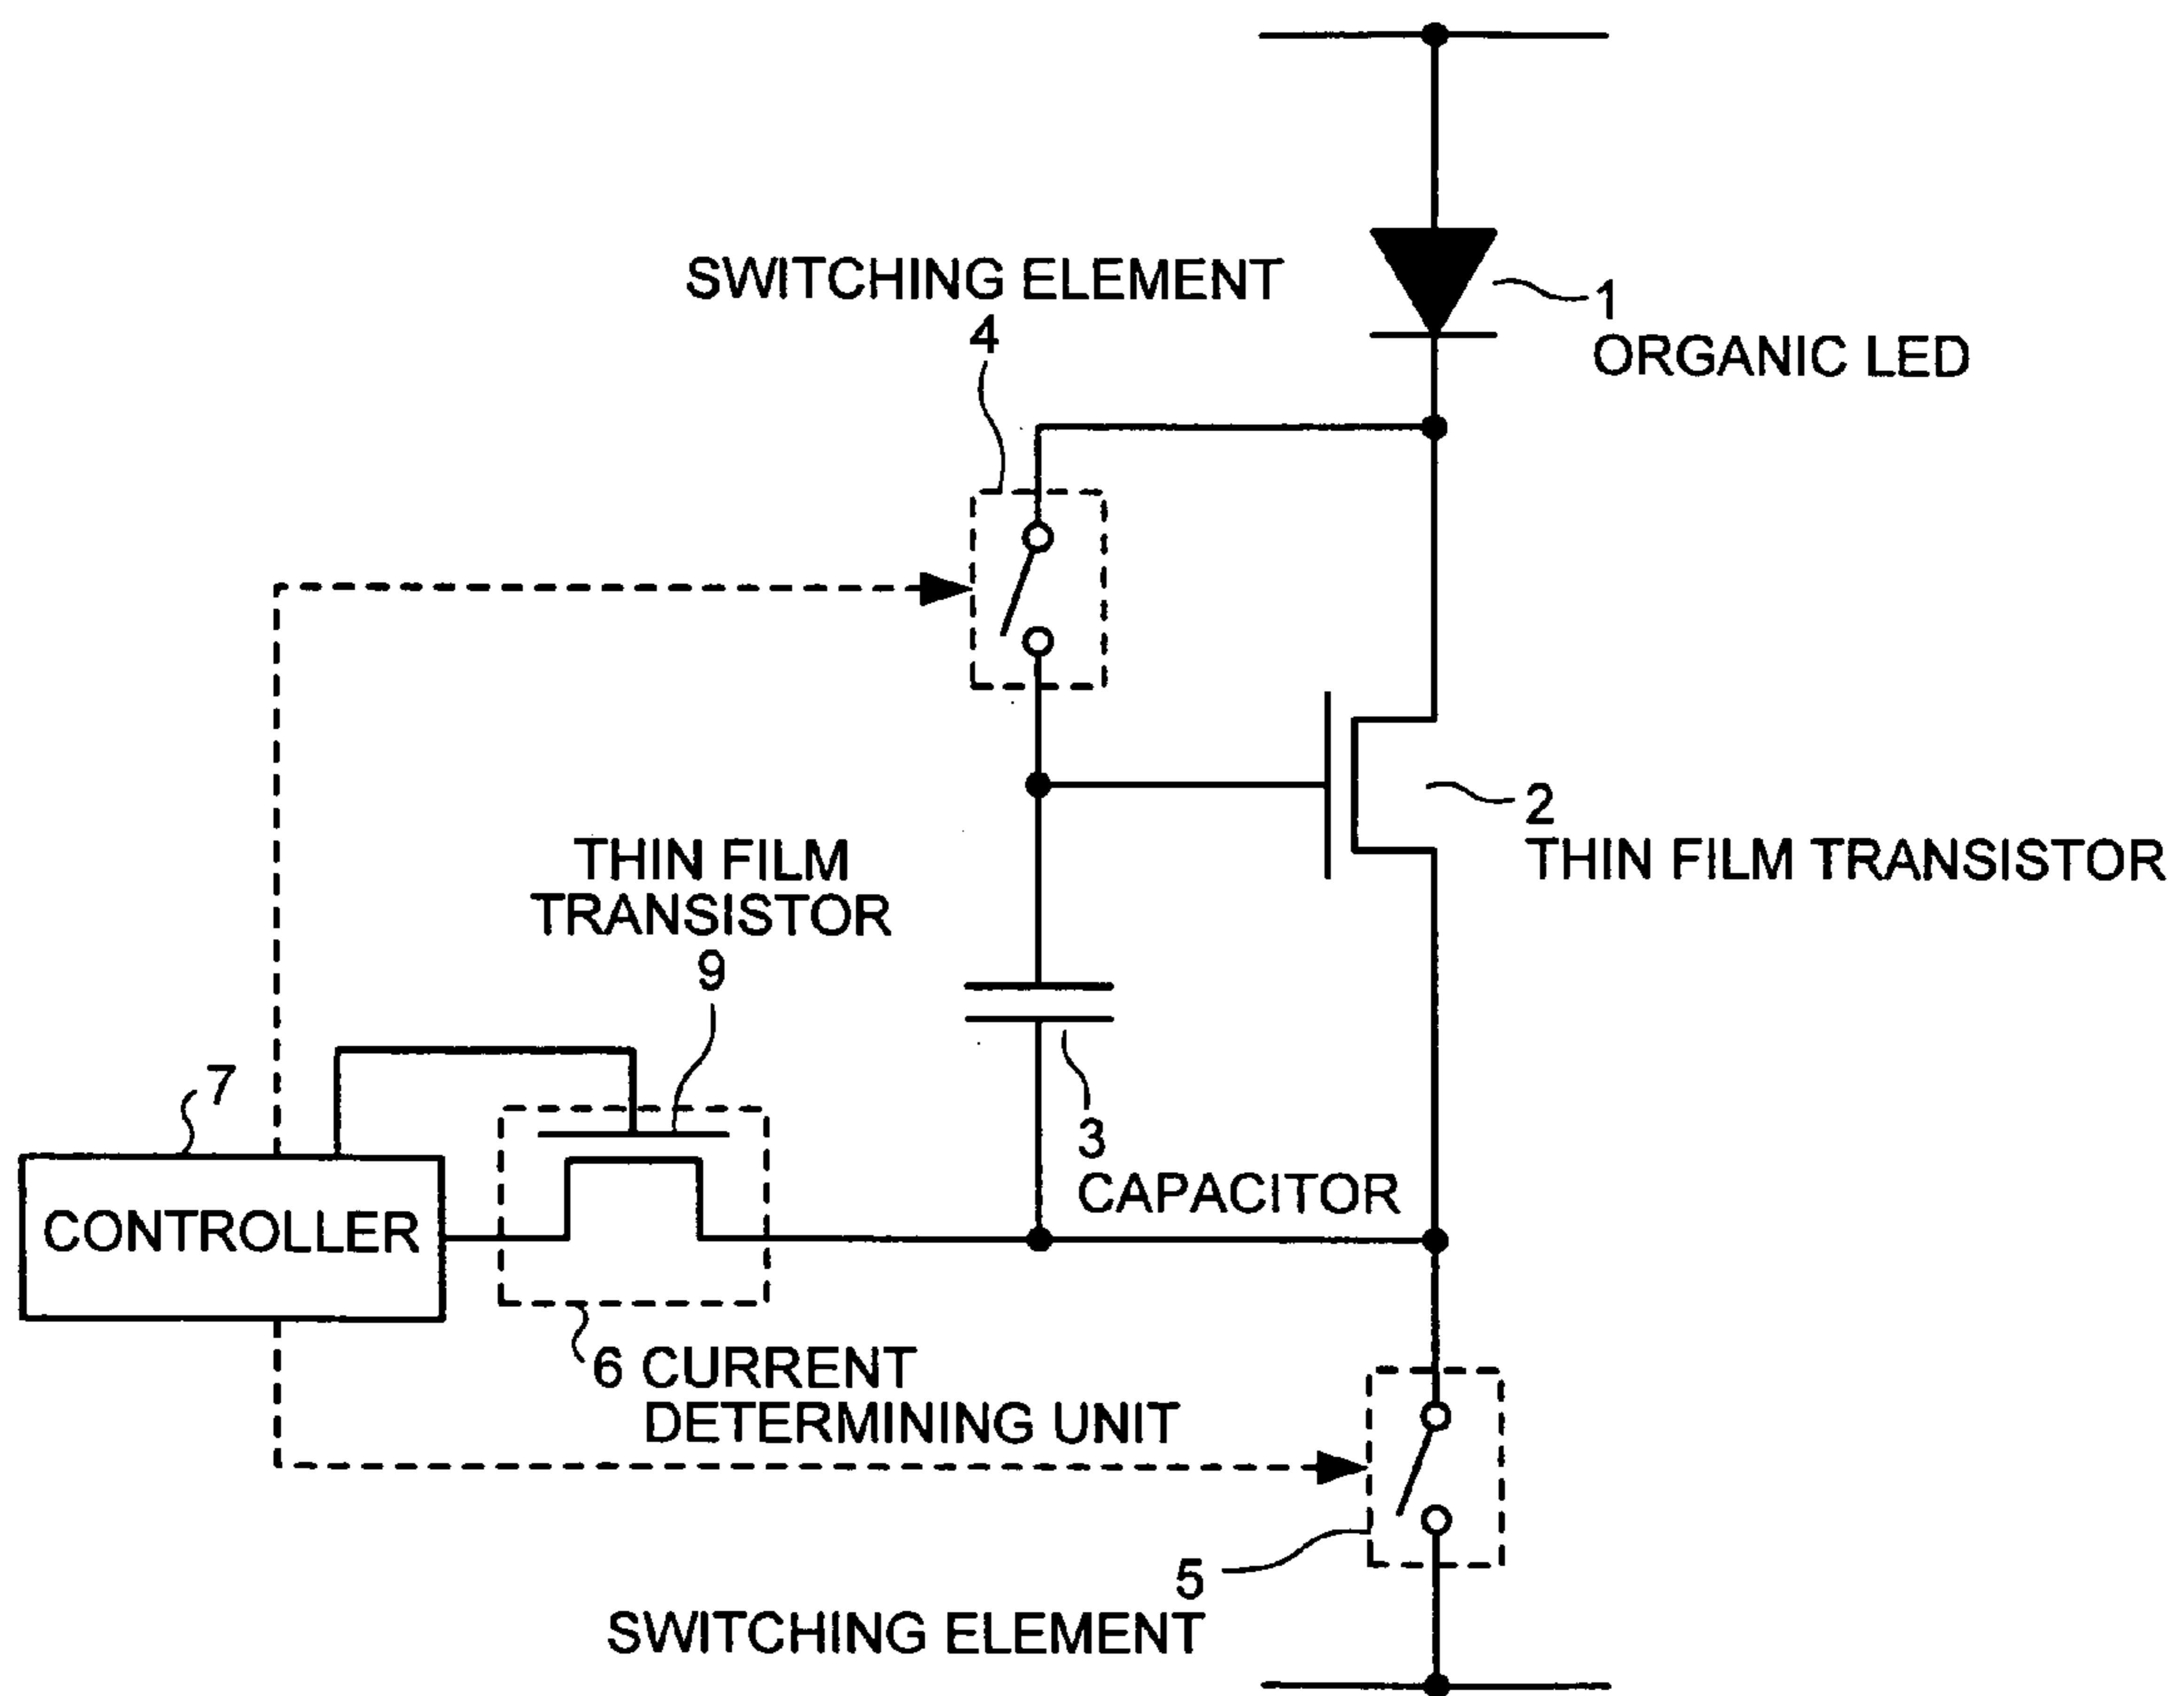 SWITCHING ELEMENT
4
1
ORGANIC LED
2
THIN FILM TRANSISTOR
THIN FILM
TRANSISTOR
9
7
CONTROLLER
3
CAPACITOR
6 CURRENT
DETERMINING UNIT
5
SWITCHING ELEMENT